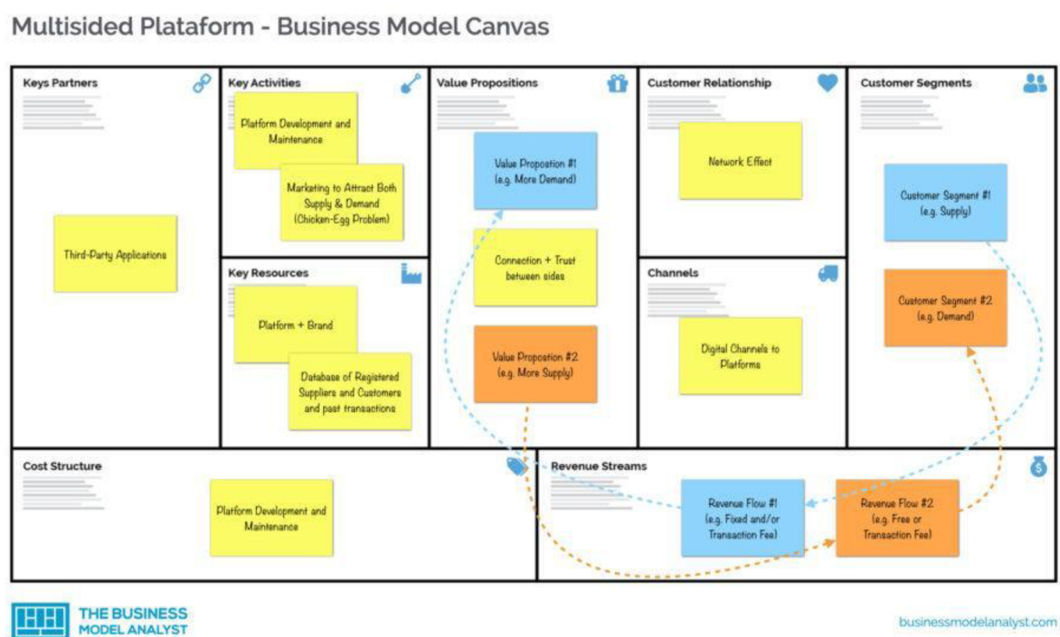 Multisided Plataform - Business Model Canvas
Keys Partners
Third-Party Applications
Key Activities
Platform Development and
Maintenance
Marketing to Attract Both
Supply & Demand
(Chicken-Egg Problem)
Key Resources
Platform + Brand
Database of Registered
Suppliers and Customers
and past transactions
Value Propositions
Value Propostion #1
(e.g. More Demand)
Connection + Trust
between sides
Value Propostion #2
(e.g. More Supply)
Customer Relationship
Network Effect
Channels
Digital Channels to
Platforms
Customer Segments
Customer Segment #1
(e.g. Supply)
Customer Segment #2
(e.g. Demand)
Cost Structure
Platform Development and
Maintenance
Revenue Streams
Revenue Flow #1
(e.g. Fixed and/or
Transaction Fee)
Revenue Flow #2
(e.g. Free or
Transaction Fee)
THE BUSINESS
MODEL ANALYST
businessmodelanalyst.com